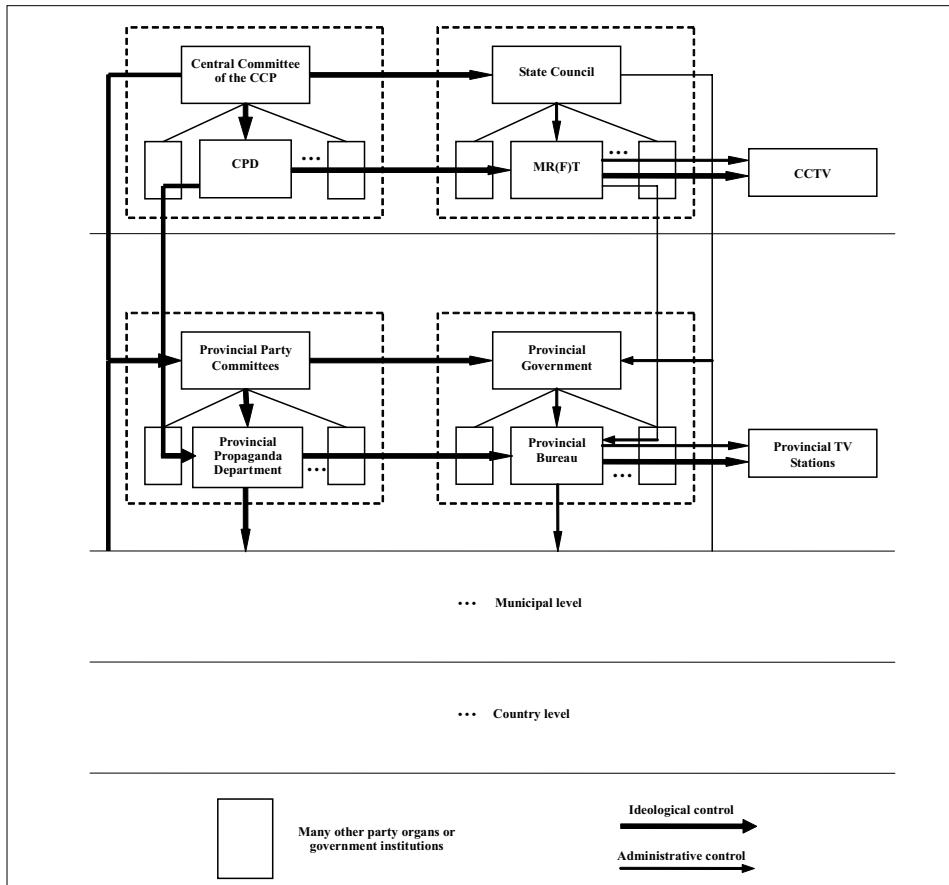 Central Committee
of the CCP
State Council
CPD
...
MR(F)T
...
CCTV
Provincial Party
Committees
Provincial
Government
Provincial
Propaganda
Department
...
Provincial
Bureau
...
Provincial TV
Stations
... Municipal level
... Country level
Many other party organs or
government institutions
Ideological control
Administrative control